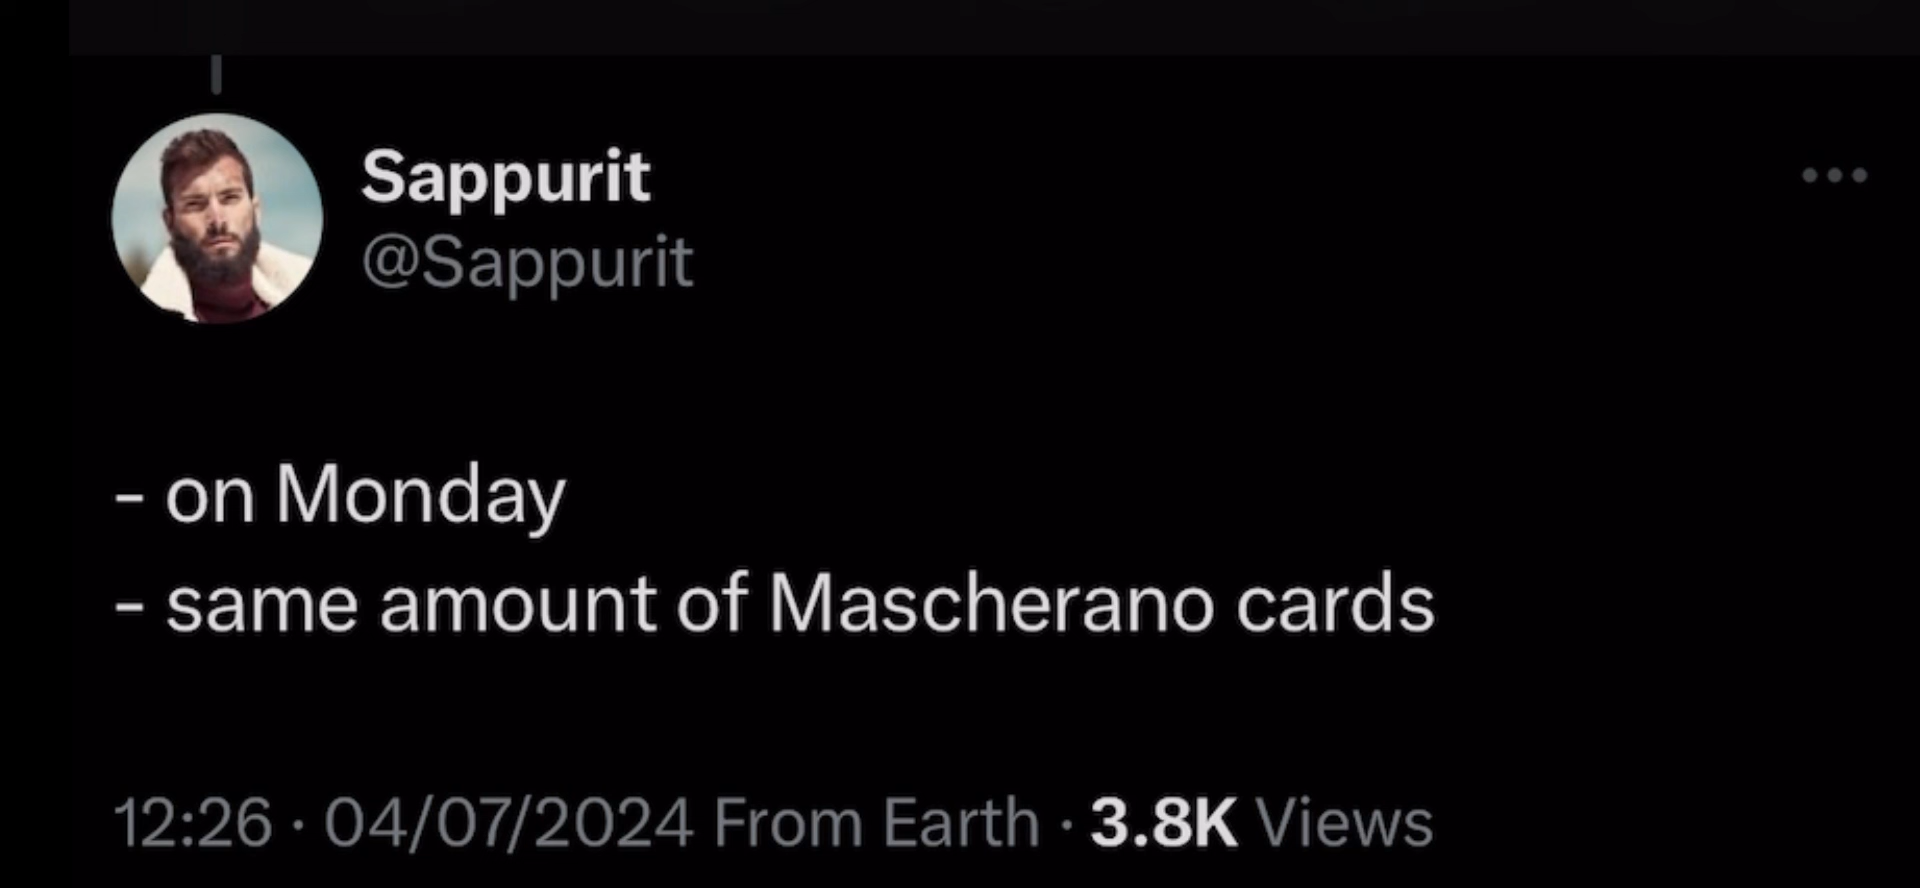 Sappurit
@Sappurit
- on Monday
- same amount of Mascherano cards
12:26 · 04/07/2024 From Earth · 3.8K Views